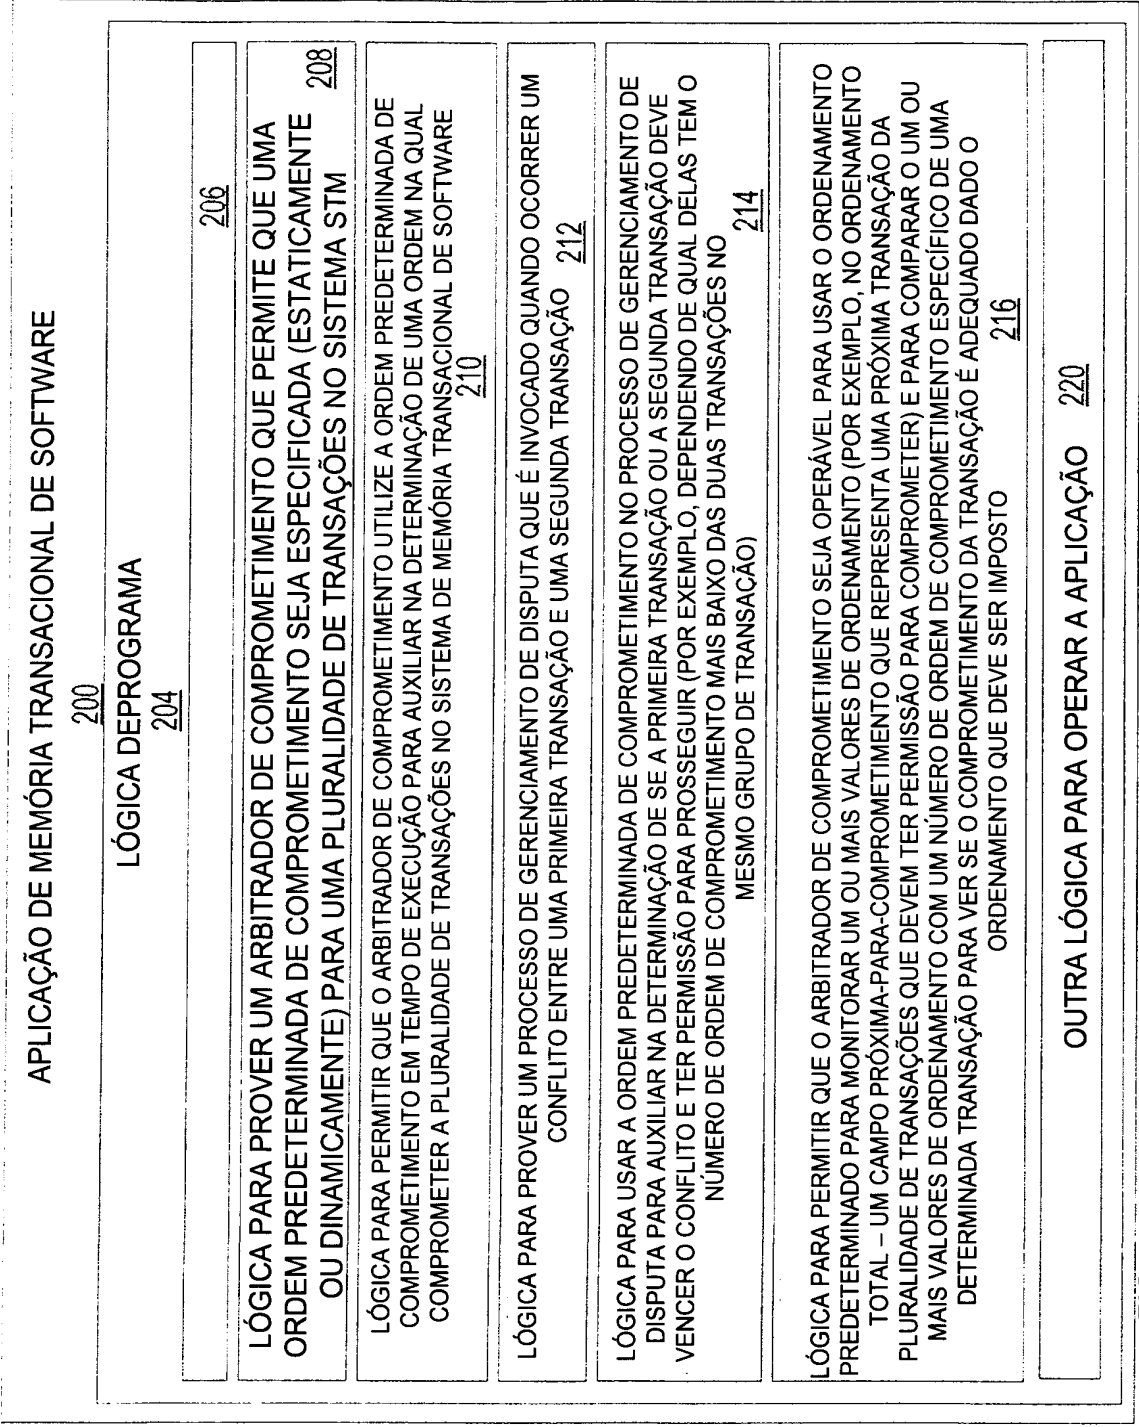 APLICAÇÃO DE MEMÓRIA TRANSACIONAL DE SOFTWARE
200
LÓGICA DEPROGRAMA
204
206
LÓGICA PARA PROVER UM ARBITRADOR DE COMPROMETIMENTO QUE PERMITE QUE UMA
ORDEM PREDETERMINADA DE COMPROMETIMENTO SEJA ESPECIFICADA (ESTATICAMENTE
OU DINAMICAMENTE) PARA UMA PLURALIDADE DE TRANSAÇÕES NO SISTEMA STM 208
LÓGICA PARA PERMITIR QUE O ARBITRADOR DE COMPROMETIMENTO UTILIZE A ORDEM PREDETERMINADA DE
COMPROMETIMENTO EM TEMPO DE EXECUÇÃO PARA AUXILIAR NA DETERMINAÇÃO DE UMA ORDEM NA QUAL
COMPROMETER A PLURALIDADE DE TRANSAÇÕES NO SISTEMA DE MEMÓRIA TRANSACIONAL DE SOFTWARE
210
LÓGICA PARA PROVER UM PROCESSO DE GERENCIAMENTO DE DISPUTA QUE É INVOCADO QUANDO OCORRER UM
CONFLITO ENTRE UMA PRIMEIRA TRANSAÇÃO E UMA SEGUNDA TRANSAÇÃO 212
LÓGICA PARA USAR A ORDEM PREDETERMINADA DE COMPROMETIMENTO NO PROCESSO DE GERENCIAMENTO DE
DISPUTA PARA AUXILIAR NA DETERMINAÇÃO DE SE A PRIMEIRA TRANSAÇÃO OU A SEGUNDA TRANSAÇÃO DEVE
VENCER O CONFLITO E TER PERMISSÃO PARA PROSSEGUIR (POR EXEMPLO, DEPENDENDO DE QUAL DELAS TEM O
NÚMERO DE ORDEM DE COMPROMETIMENTO MAIS BAIXO DAS DUAS TRANSAÇÕES NO
MESMO GRUPO DE TRANSAÇÃO) 214
LÓGICA PARA PERMITIR QUE O ARBITRADOR DE COMPROMETIMENTO SEJA OPERÁVEL PARA USAR O ORDENAMENTO
PREDETERMINADO PARA MONITORAR UM OU MAIS VALORES DE ORDENAMENTO (POR EXEMPLO, NO ORDENAMENTO
TOTAL – UM CAMPO PRÓXIMA-PARA-COMPROMETIMENTO QUE REPRESENTA UMA PRÓXIMA TRANSAÇÃO DA
PLURALIDADE DE TRANSAÇÕES QUE DEVEM TER PERMISSÃO PARA COMPROMETER) E PARA COMPARAR O UM OU
MAIS VALORES DE ORDENAMENTO COM UM NÚMERO DE ORDEM DE COMPROMETIMENTO ESPECÍFICO DE UMA
DETERMINADA TRANSAÇÃO PARA VER SE O COMPROMETIMENTO DA TRANSAÇÃO É ADEQUADO DADO O
ORDENAMENTO QUE DEVE SER IMPOSTO 216
OUTRA LÓGICA PARA OPERAR A APLICAÇÃO 220